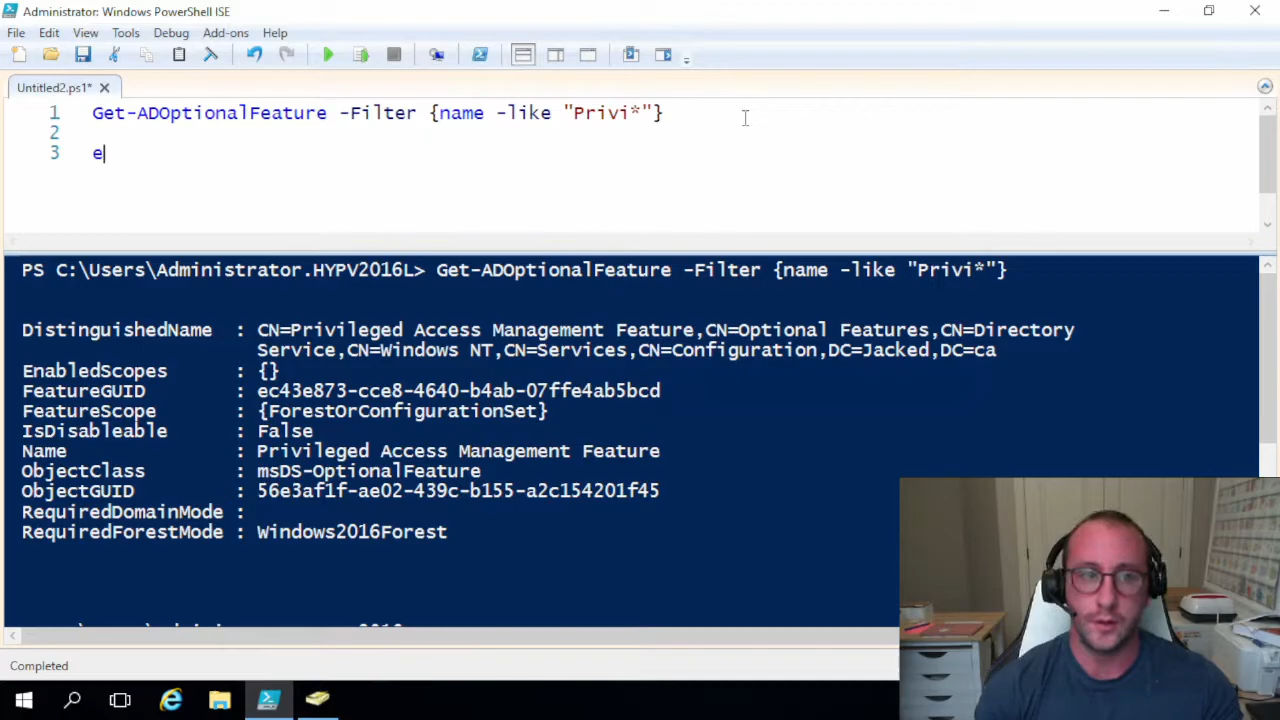 Administrator: Windows PowerShell ISE
File Edit View Tools Debug Add-ons Help
Untitled2.ps1*
1 Get-ADOptionalFeature -Filter {name -like "Privi*"}
2
3 e
PS C:\Users\Administrator.HYPV2016L> Get-ADOptionalFeature -Filter {name -like "Privi*"}
DistinguishedName : CN=Privileged Access Management Feature,CN=Optional Features,CN=Directory
Service,CN=Windows NT,CN=Services,CN=Configuration,DC=Jacked,DC=ca
EnabledScopes : {}
FeatureGUID : ec43e873-cce8-4640-b4ab-07ffe4ab5bcd
FeatureScope : {ForestOrConfigurationSet}
IsDisableable : False
Name : Privileged Access Management Feature
ObjectClass : msDS-OptionalFeature
ObjectGUID : 56e3af1f-ae02-439c-b155-a2c154201f45
RequiredDomainMode :
RequiredForestMode : Windows2016Forest
Completed